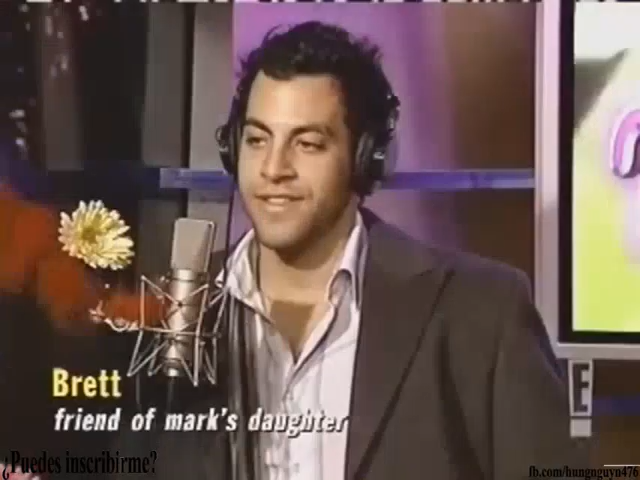 Brett
friend of mark's daughter
E
¿Puedes inscribirme?
fb.com/hungnguyn476